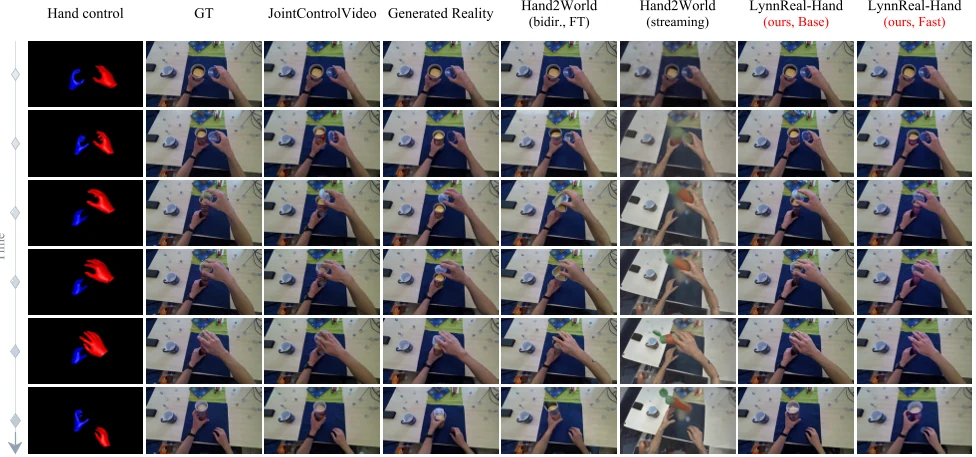 Hand control
GT
JointControlVideo
Generated Reality
Hand2World
(bidir., FT)
Hand2World
(streaming)
LynnReal-Hand
(ours, Base)
LynnReal-Hand
(ours, Fast)
Time